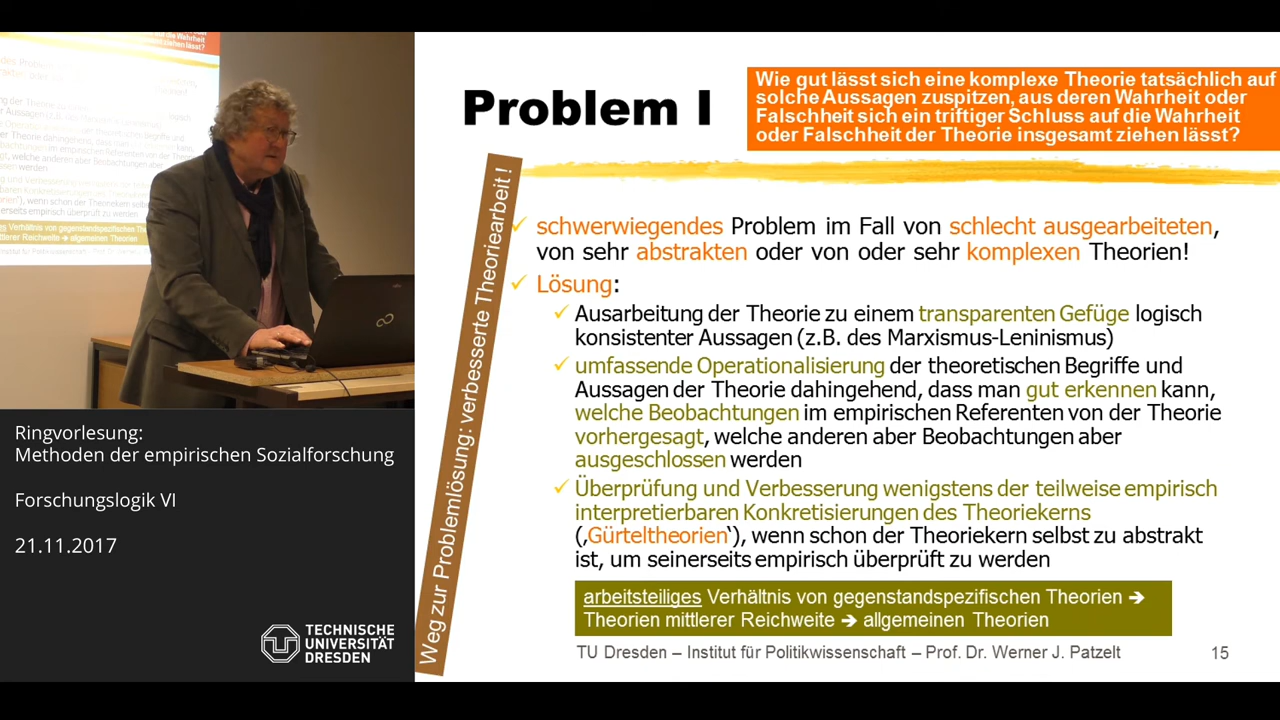 Problem I
Wie gut lässt sich eine komplexe Theorie tatsächlich auf
solche Aussagen zuspitzen, aus deren Wahrheit oder
Falschheit sich ein triftiger Schluss auf die Wahrheit
oder Falschheit der Theorie insgesamt ziehen lässt?
Weg zur Problemlösung: verbesserte Theoriearbeit !
schwerwiegendes Problem im Fall von schlecht ausgearbeiteten,
von sehr abstrakten oder von oder sehr komplexen Theorien!
Lösung:
Ausarbeitung der Theorie zu einem transparenten Gefüge logisch
konsistenter Aussagen (z.B. des Marxismus-Leninismus)
umfassende Operationalisierung der theoretischen Begriffe und
Aussagen der Theorie dahingehend, dass man gut erkennen kann,
welche Beobachtungen im empirischen Referenten von der Theorie
vorhergesagt, welche anderen aber Beobachtungen aber
ausgeschlossen werden
Überprüfung und Verbesserung wenigstens der teilweise empirisch
interpretierbaren Konkretisierungen des Theoriekerns
(‚Gürteltheorien‘), wenn schon der Theoriekern selbst zu abstrakt
ist, um seinerseits empirisch überprüft zu werden
arbeitsteiliges Verhältnis von gegenstandspezifischen Theorien ➔
Theorien mittlerer Reichweite ➔ allgemeinen Theorien
TU Dresden – Institut für Politikwissenschaft – Prof. Dr. Werner J. Patzelt 15
Ringvorlesung:
Methoden der empirischen Sozialforschung
Forschungslogik VI
21.11.2017
TECHNISCHE
UNIVERSITÄT
DRESDEN